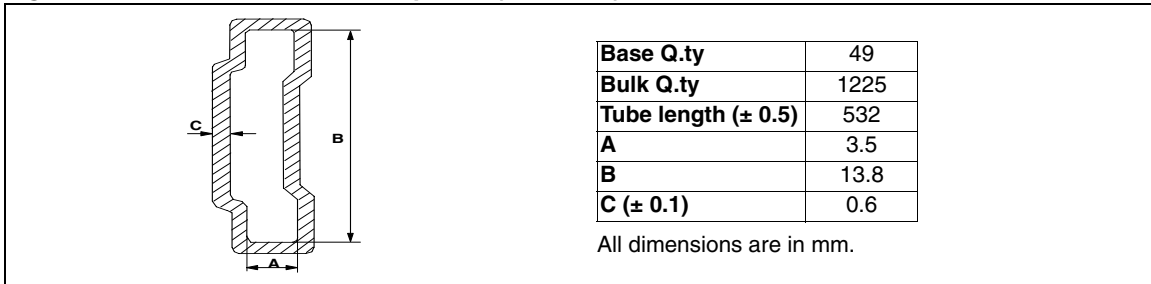 C
B
A
Base Q.ty 49
Bulk Q.ty 1225
Tube length (± 0.5) 532
A 3.5
B 13.8
C (± 0.1) 0.6
All dimensions are in mm.